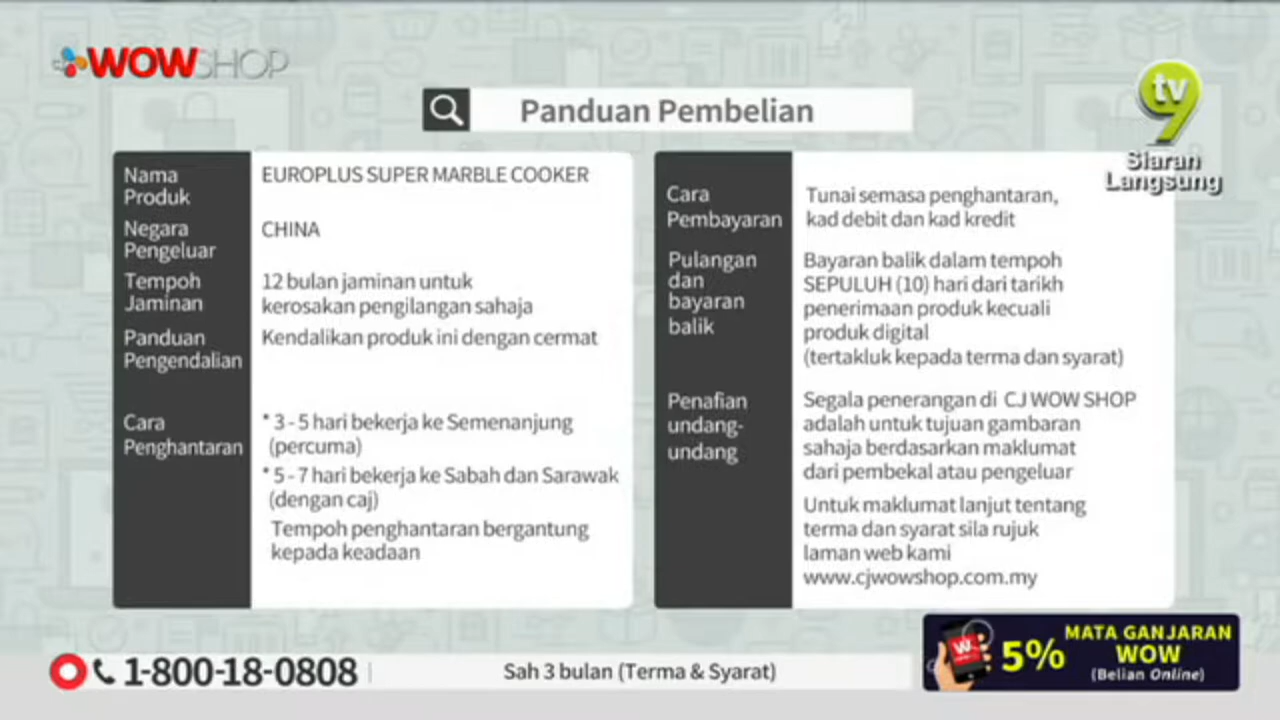 WOWSHOP
tv9
Siaran
Langsung
Panduan Pembelian
Nama
Produk
EUROPLUS SUPER MARBLE COOKER
Negara
Pengeluar
CHINA
Tempoh
Jaminan
12 bulan jaminan untuk
kerosakan pengilangan sahaja
Panduan
Pengendalian
Kendalikan produk ini dengan cermat
Cara
Penghantaran
* 3 - 5 hari bekerja ke Semenanjung
(percuma)
* 5 - 7 hari bekerja ke Sabah dan Sarawak
(dengan caj)
Tempoh penghantaran bergantung
kepada keadaan
Cara
Pembayaran
Tunai semasa penghantaran,
kad debit dan kad kredit
Pulangan
dan
bayaran
balik
Bayaran balik dalam tempoh
SEPULUH (10) hari dari tarikh
penerimaan produk kecuali
produk digital
(tertakluk kepada terma dan syarat)
Penafian
undang-
undang
Segala penerangan di CJ WOW SHOP
adalah untuk tujuan gambaran
sahaja berdasarkan maklumat
dari pembekal atau pengeluar
Untuk maklumat lanjut tentang
terma dan syarat sila rujuk
laman web kami
www.cjwowshop.com.my
1-800-18-0808
Sah 3 bulan (Terma & Syarat)
W
5%
MATA GANJARAN
WOW
(Belian Online)